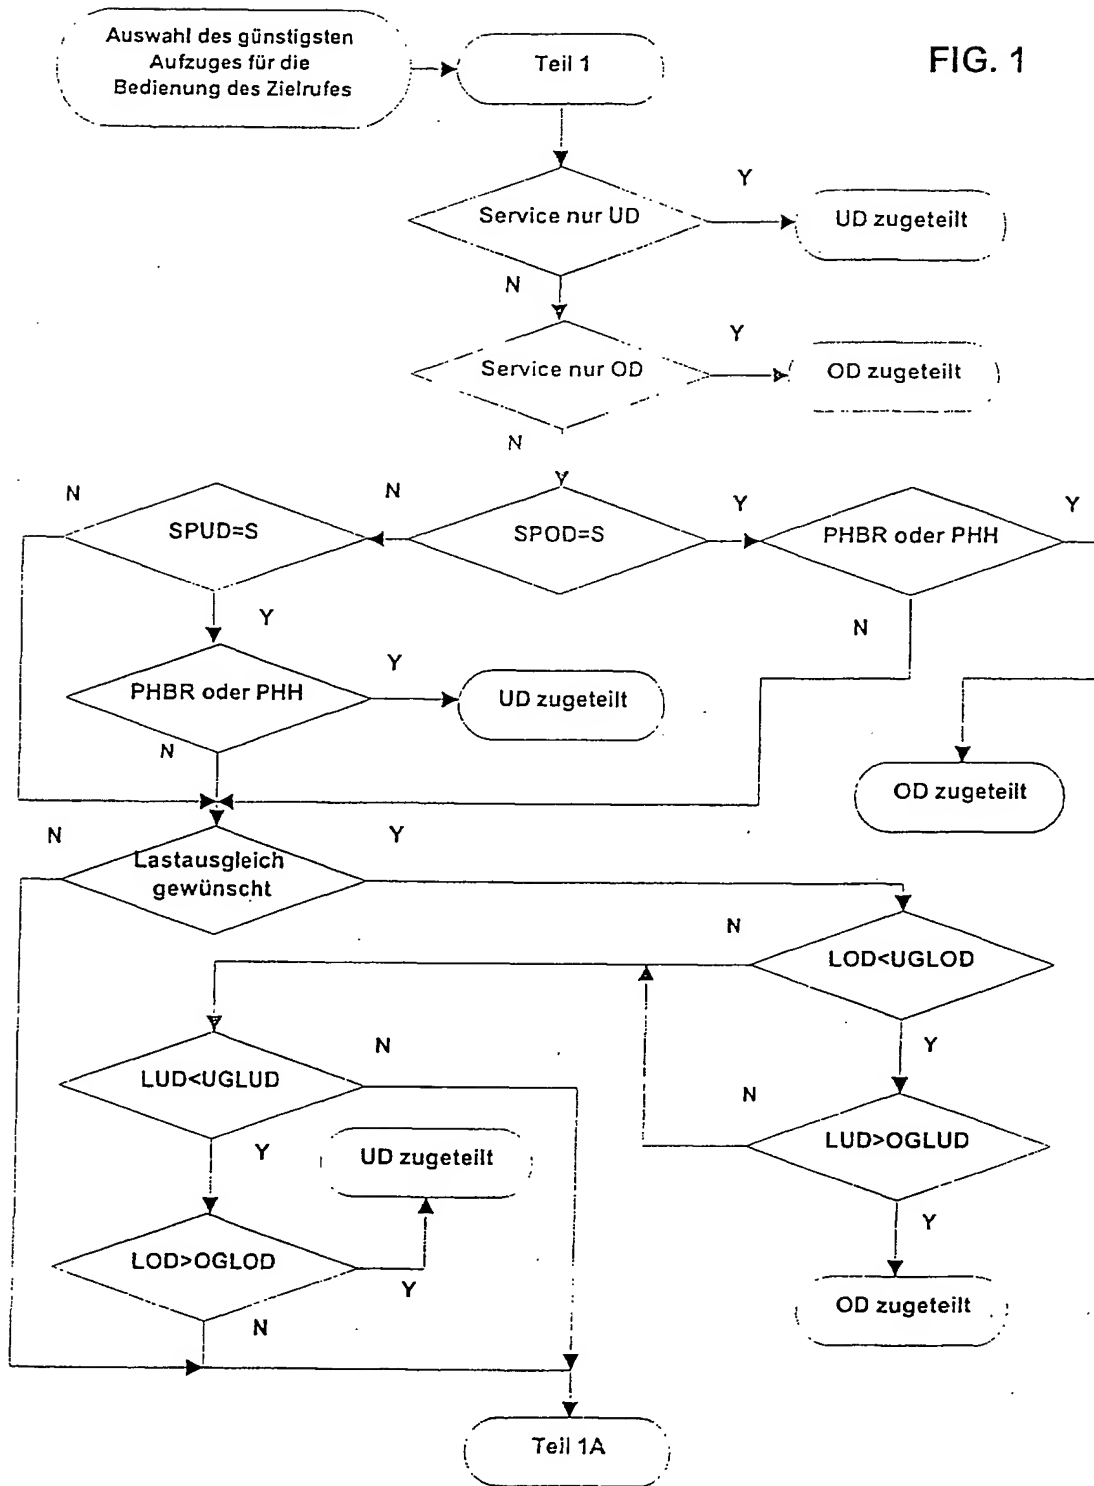 Auswahl des günstigsten
Aufzuges für die
Bedienung des Zielrufes
Teil 1
FIG. 1
Y
Service nur UD
UD zugeteilt
N
Y
Service nur OD
OD zugeteilt
N
N
N
Y
Y
SPUD=S
SPOD=S
PHBR oder PHH
Y
N
Y
PHBR oder PHH
UD zugeteilt
N
OD zugeteilt
N
Y
Lastausgleich
gewünscht
N
LOD<UGLOD
N
Y
LUD<UGLUD
N
Y
UD zugeteilt
LUD>OGLUD
Y
LOD>OGLOD
Y
OD zugeteilt
N
Teil 1A